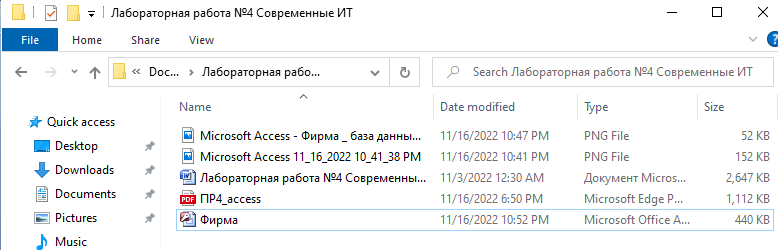 Лабораторная работа №4 Современные ИТ
File Home Share View
Doc... Лабораторная рабо... Search Лабораторная работа №4 Современные ИТ
Name Date modified Type Size
Quick access
Desktop
Downloads
Documents
Pictures
Music
Microsoft Access - Фирма _ база данны... 11/16/2022 10:47 PM PNG File 52 KB
Microsoft Access 11_16_2022 10_41_38 PM 11/16/2022 10:41 PM PNG File 152 KB
Лабораторная работа №4 Современны... 11/3/2022 12:30 AM Документ Micros... 2,647 KB
PDF ПР4_access 11/16/2022 6:50 PM Microsoft Edge P... 1,112 KB
Фирма 11/16/2022 10:52 PM Microsoft Office A... 440 KB